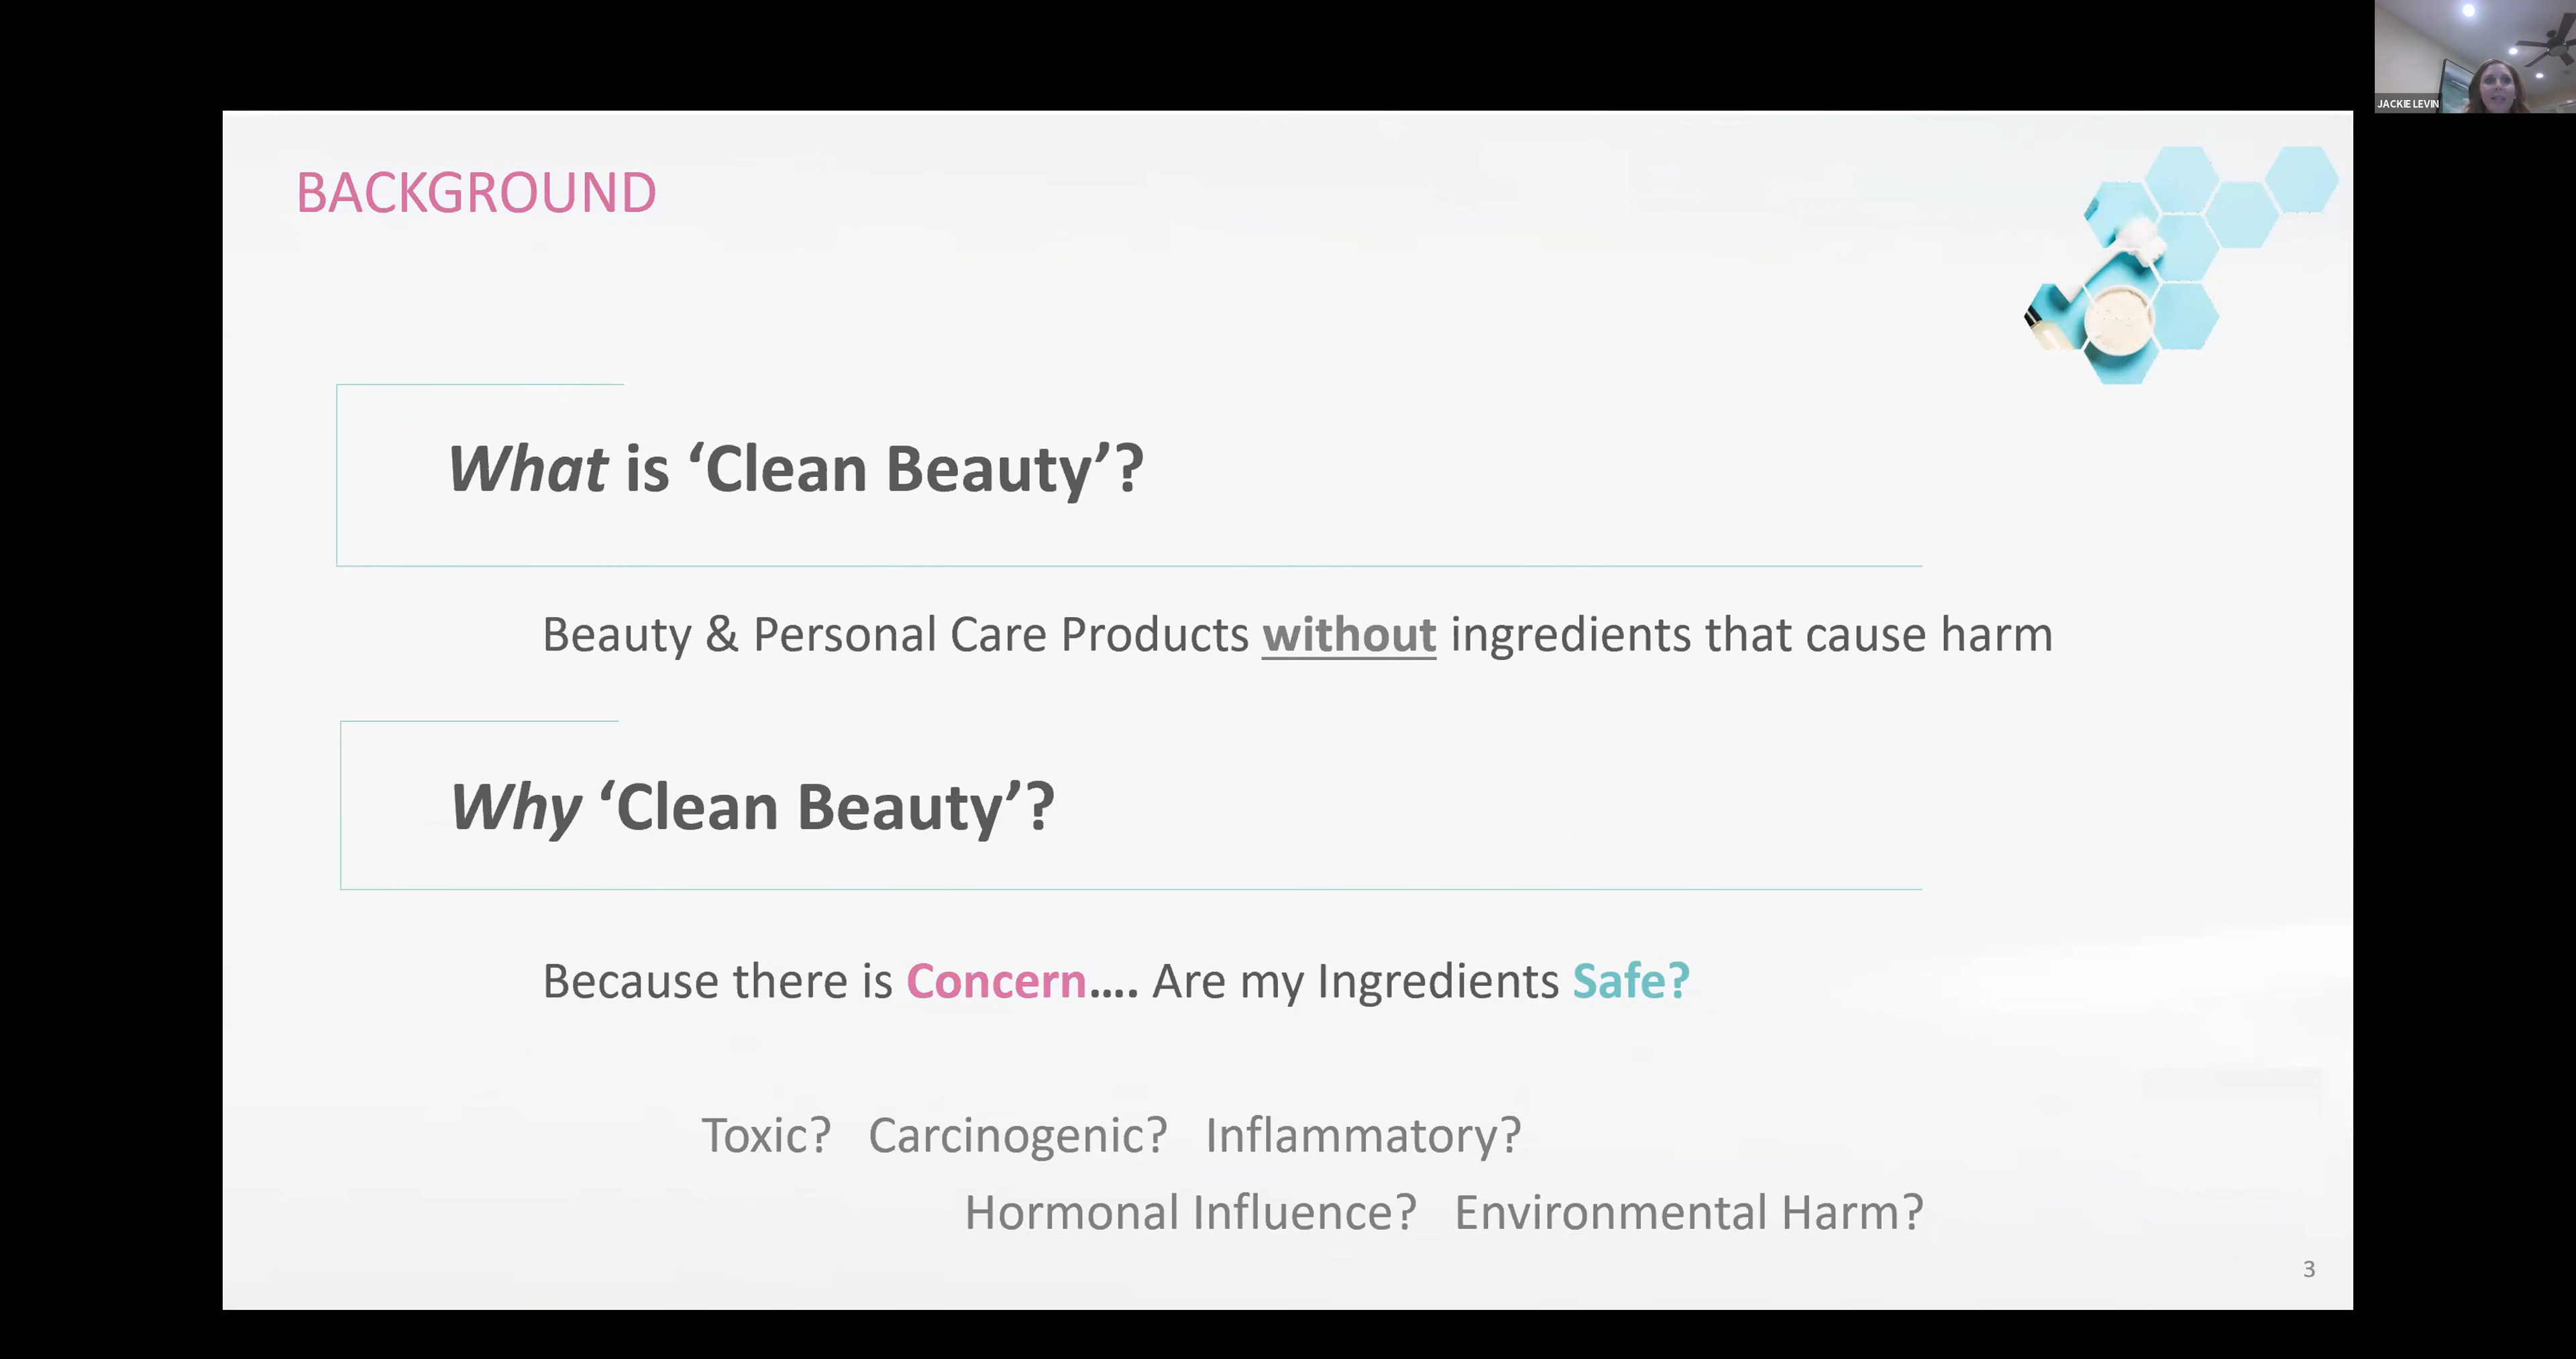 JACKIE LEVIN
BACKGROUND
What is ‘Clean Beauty’?
Beauty & Personal Care Products without ingredients that cause harm
Why ‘Clean Beauty’?
Because there is Concern.... Are my Ingredients Safe?
Toxic? Carcinogenic? Inflammatory?
Hormonal Influence? Environmental Harm?
3